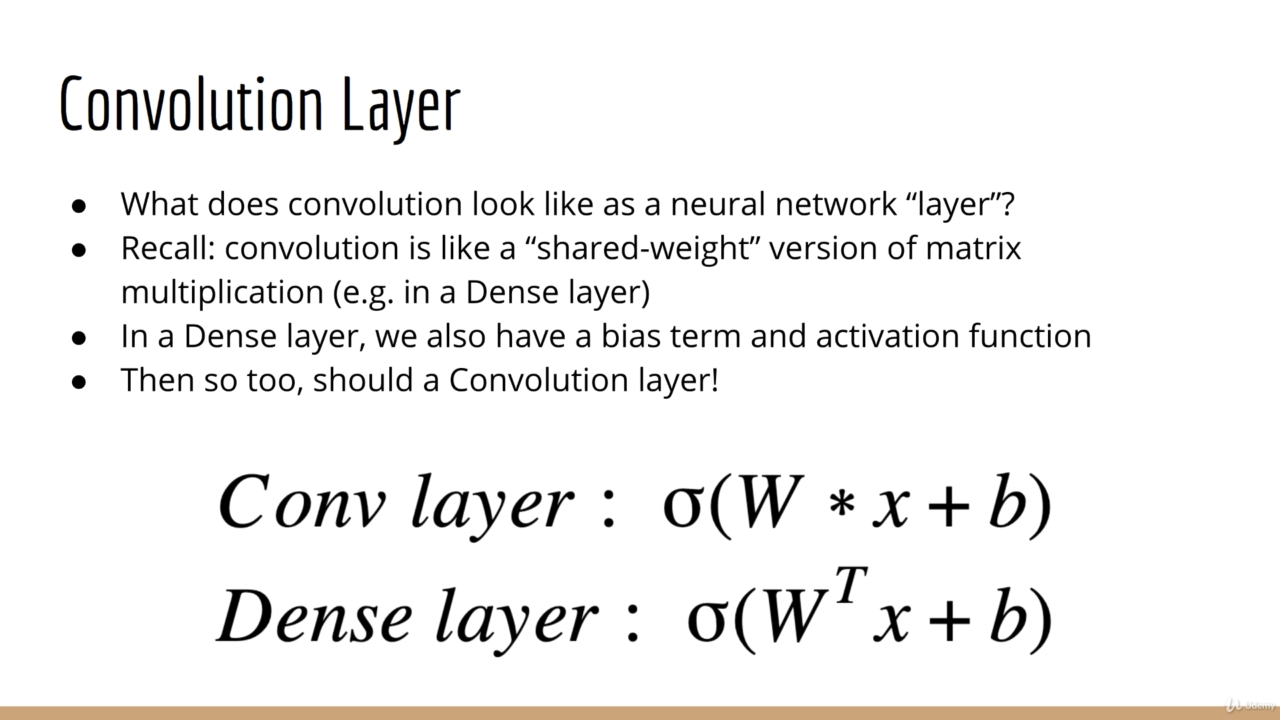 Convolution Layer
● What does convolution look like as a neural network “layer”?
● Recall: convolution is like a “shared-weight” version of matrix
multiplication (e.g. in a Dense layer)
● In a Dense layer, we also have a bias term and activation function
● Then so too, should a Convolution layer!
Conv layer : σ(W * x + b)
Dense layer : σ(Wᵀ x + b)
Udemy